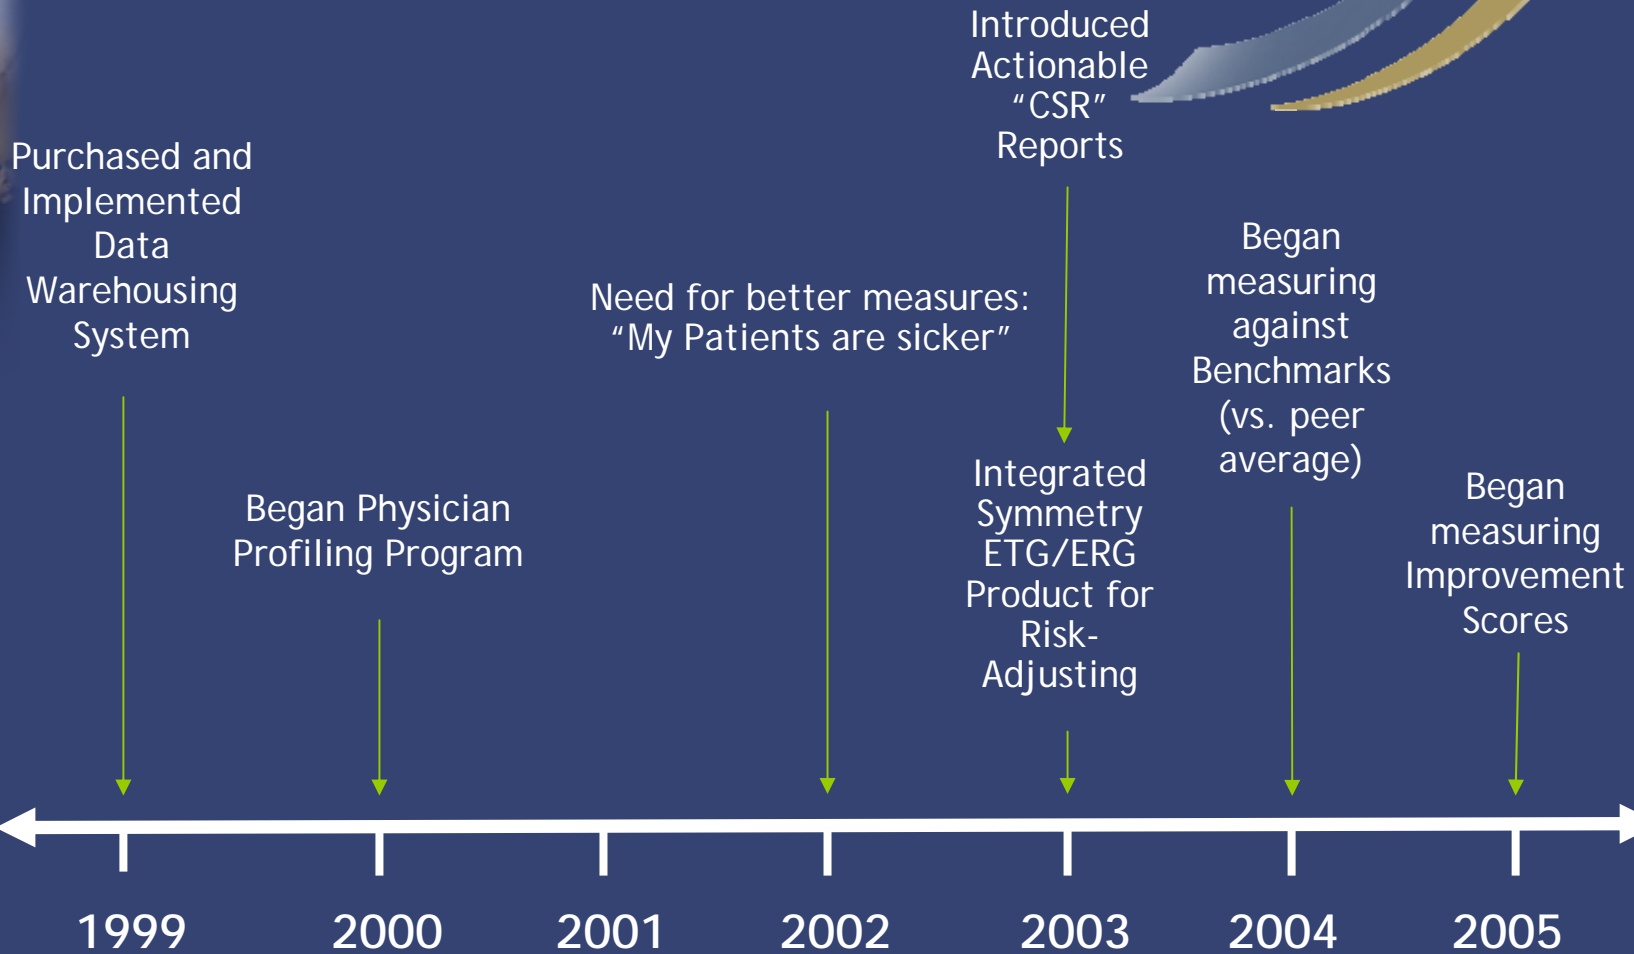 Purchased and
Implemented
Data
Warehousing
System
Began Physician
Profiling Program
Need for better measures:
“My Patients are sicker”
Introduced
Actionable
“CSR”
Reports
Integrated
Symmetry
ETG/ERG
Product for
Risk-
Adjusting
Began
measuring
against
Benchmarks
(vs. peer
average)
Began
measuring
Improvement
Scores
1999
2000
2001
2002
2003
2004
2005